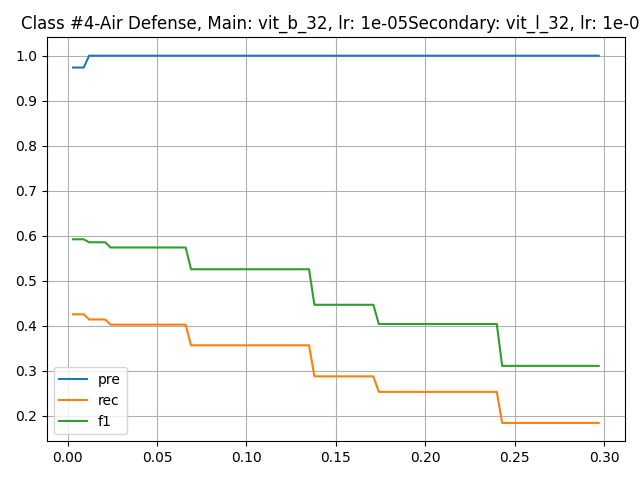 Class #4-Air Defense, Main: vit_b_32, lr: 1e-05Secondary: vit_l_32, lr: 1e-0
1.0
0.9
0.8
0.7
0.6
0.5
0.4
0.3
0.2
pre
rec
f1
0.00 0.05 0.10 0.15 0.20 0.25 0.30